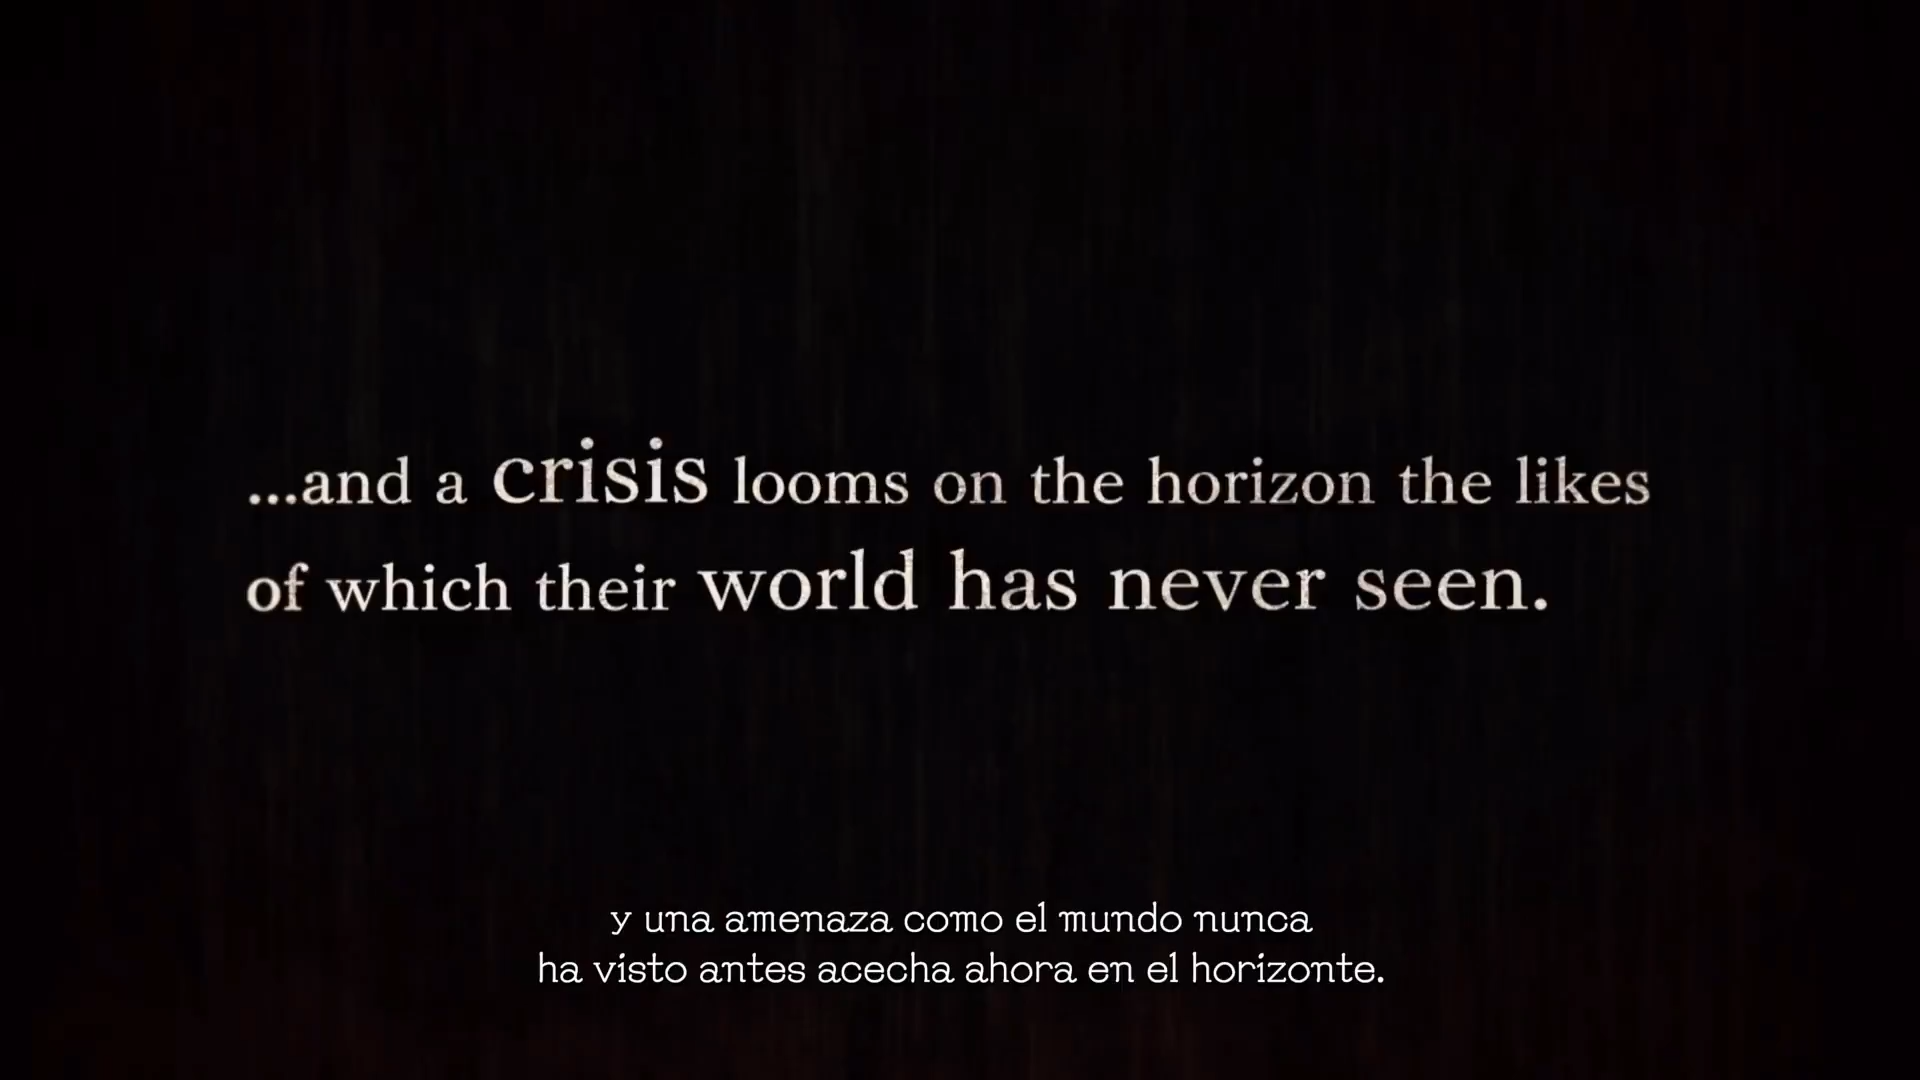 ...and a crisis looms on the horizon the likes
of which their world has never seen.
y una amenaza como el mundo nunca
ha visto antes acecha ahora en el horizonte.